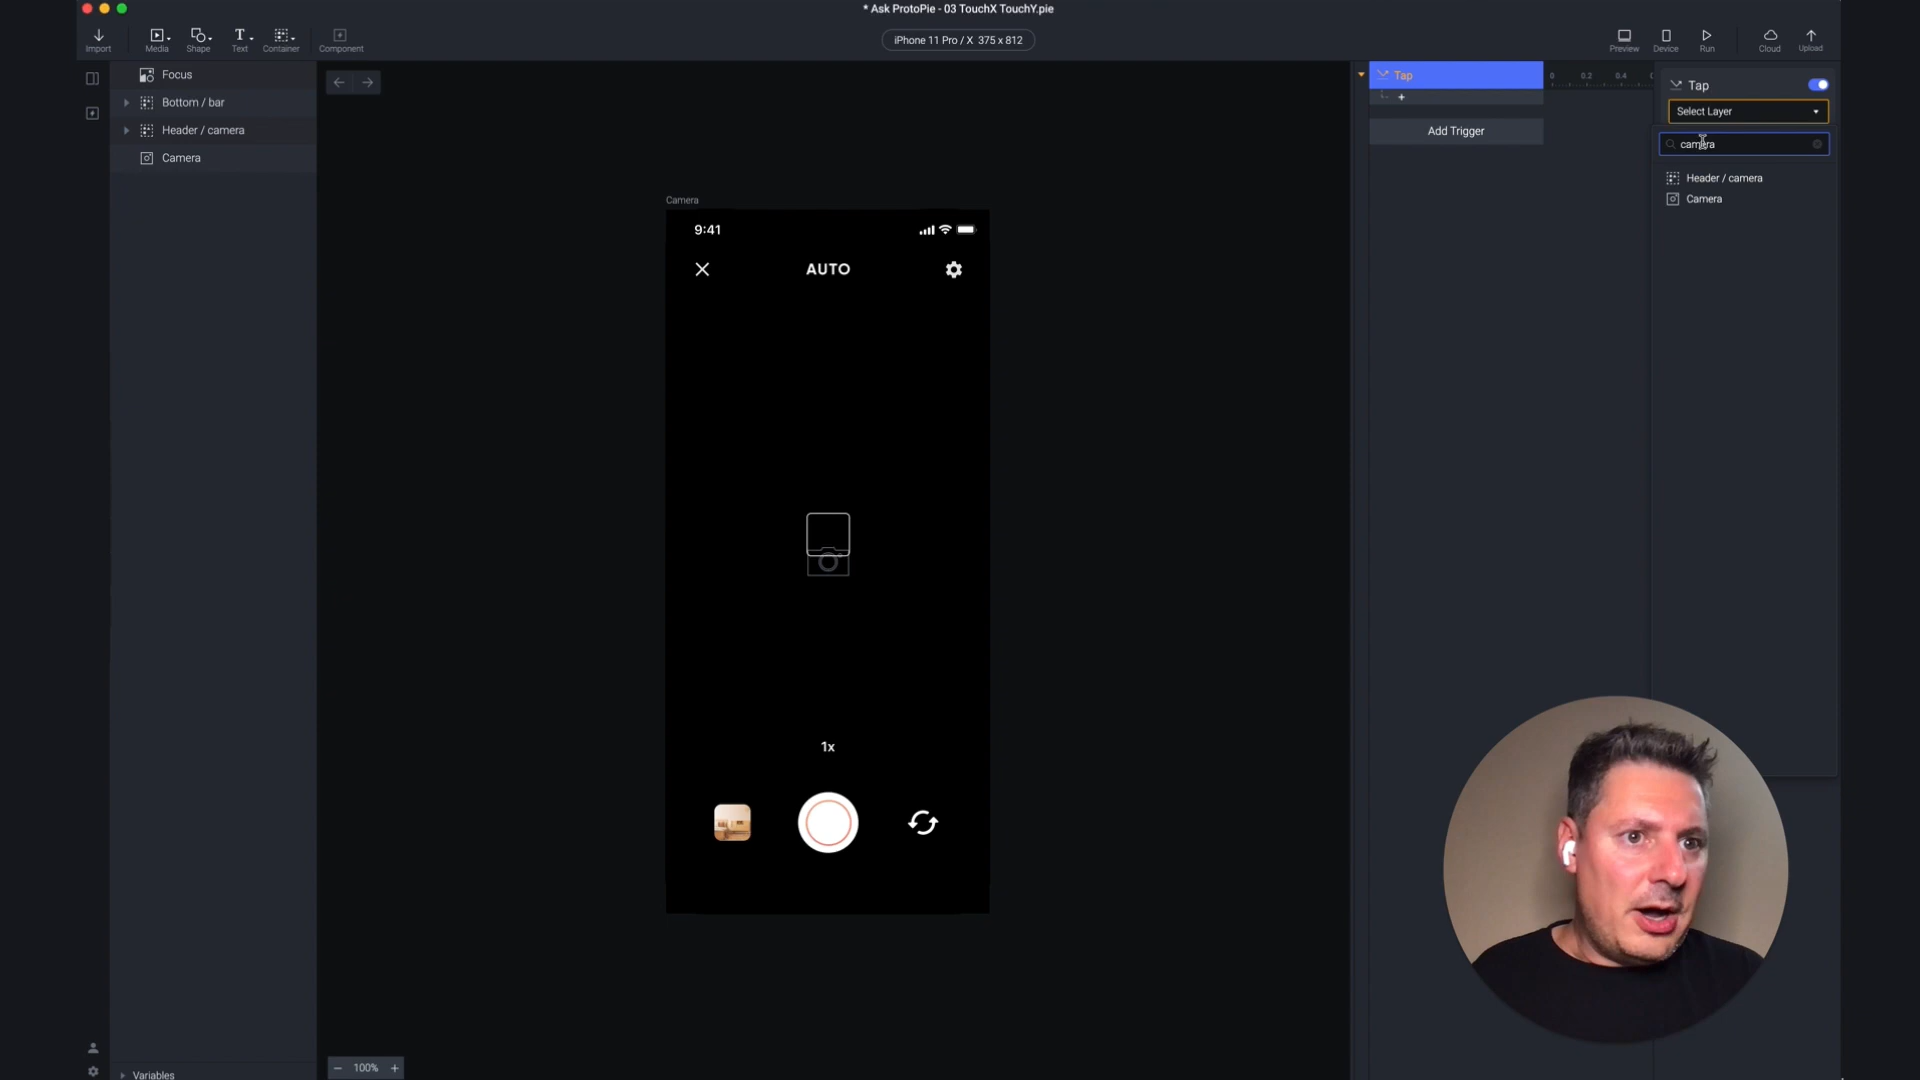 * Ask ProtoPie - 03 TouchX TouchY.pie
Import
Media
Shape
Text
Container
Component
iPhone 11 Pro / X 375 x 812
Preview
Device
Run
Cloud
Upload
Focus
Bottom / bar
Header / camera
Camera
Variables
100%
Camera
9:41
AUTO
1x
Tap
Add Trigger
0 0.2 0.4
Tap
Select Layer
camera
Header / camera
Camera